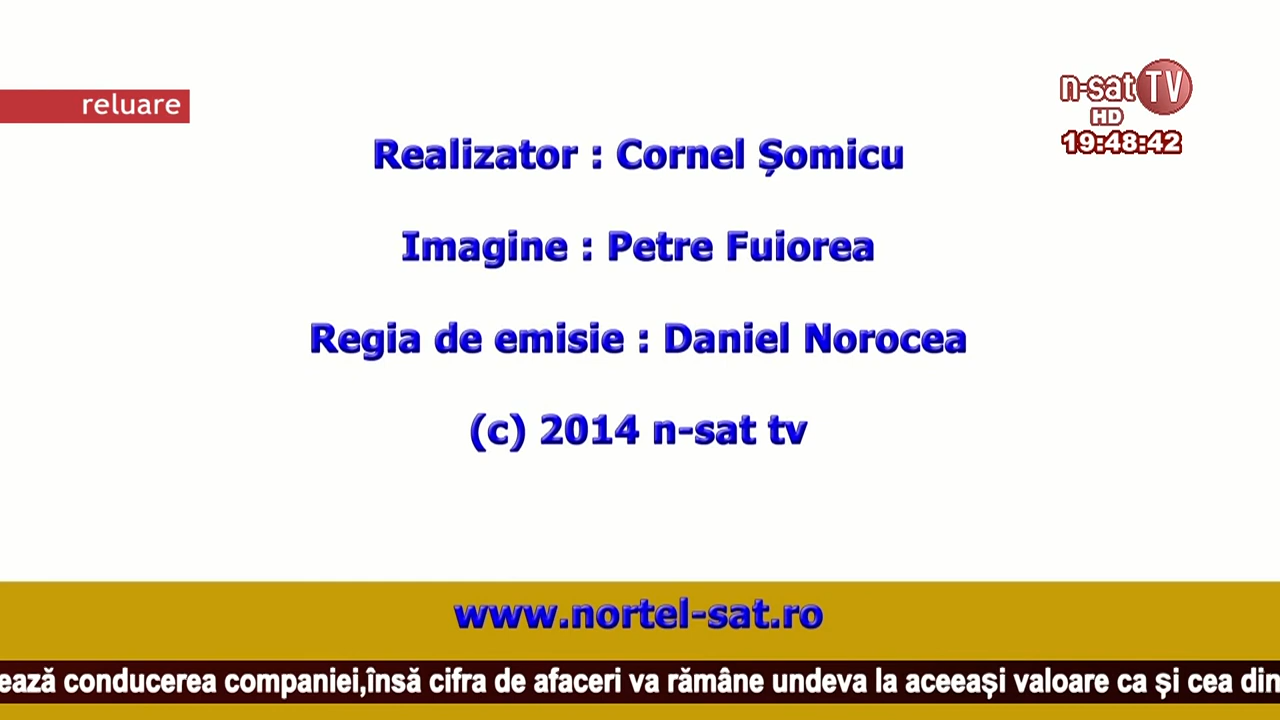 reluare
n-sat TV
HD
19:48:42
Realizator : Cornel Șomicu
Imagine : Petre Fuiorea
Regia de emisie : Daniel Norocea
(c) 2014 n-sat tv
www.nortel-sat.ro
ează conducerea companiei,însă cifra de afaceri va rămâne undeva la aceeași valoare ca și cea din